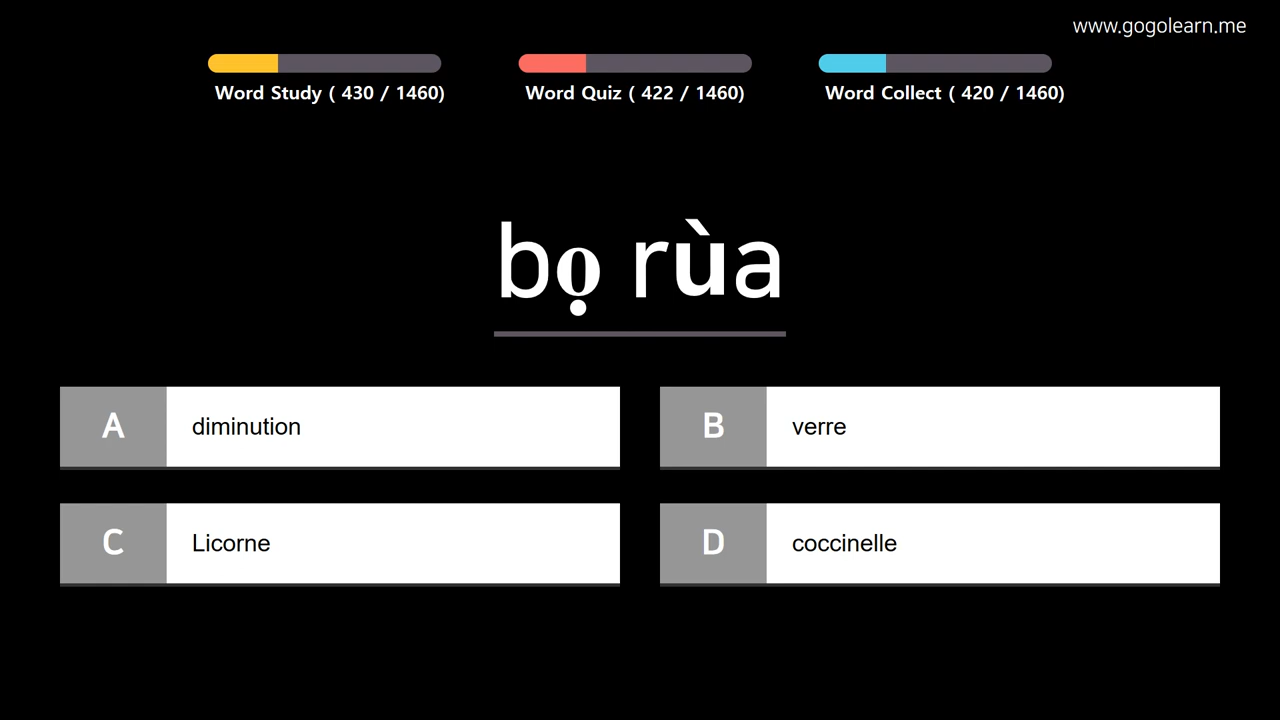 www.gogolearn.me
Word Study ( 430 / 1460)
Word Quiz ( 422 / 1460)
Word Collect ( 420 / 1460)
bọ rùa
A diminution
B verre
C Licorne
D coccinelle